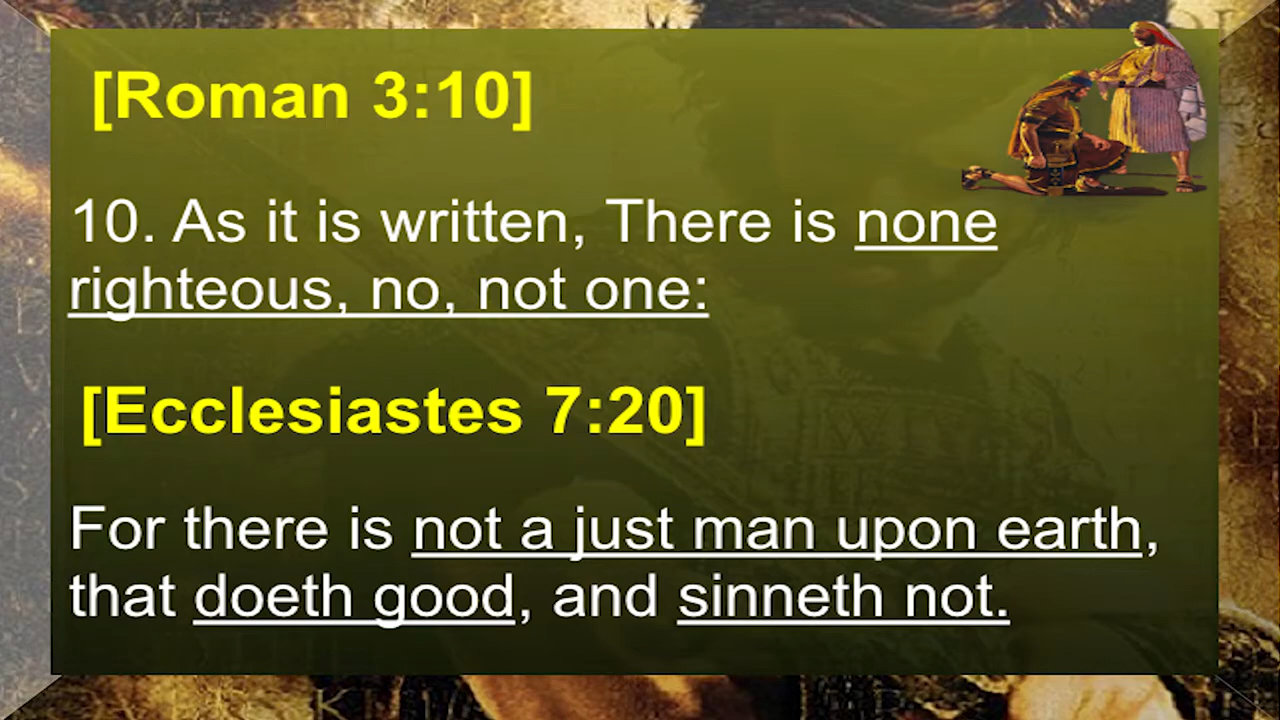 [Roman 3:10]
10. As it is written, There is none
righteous, no, not one:
[Ecclesiastes 7:20]
For there is not a just man upon earth,
that doeth good, and sinneth not.